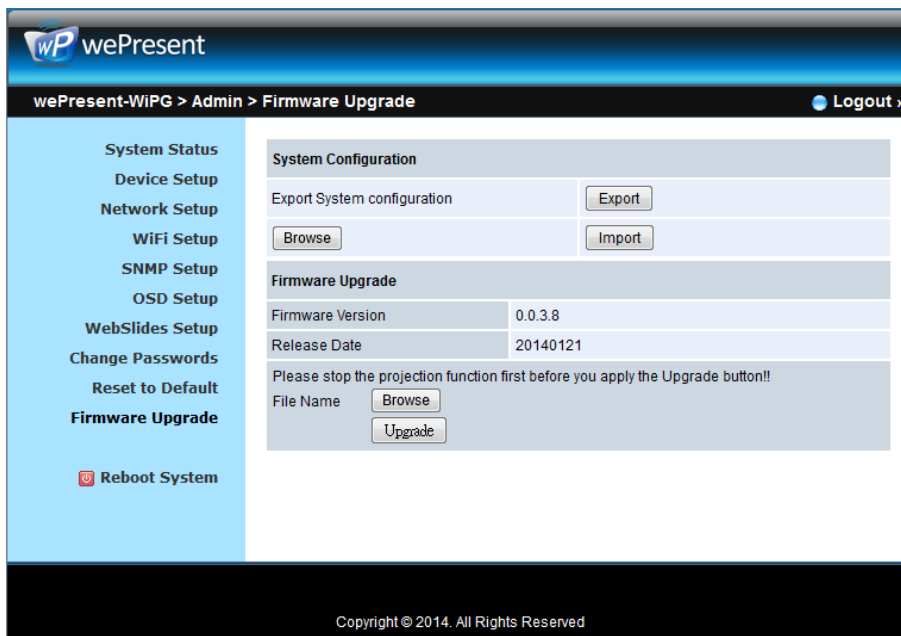 wP wePresent
wePresent-WiPG > Admin > Firmware Upgrade
Logout ›
System Status
Device Setup
Network Setup
WiFi Setup
SNMP Setup
OSD Setup
WebSlides Setup
Change Passwords
Reset to Default
Firmware Upgrade
Reboot System
System Configuration
Export System configuration Export
Browse Import
Firmware Upgrade
Firmware Version 0.0.3.8
Release Date 20140121
Please stop the projection function first before you apply the Upgrade button!!
File Name Browse
Upgrade
Copyright © 2014. All Rights Reserved